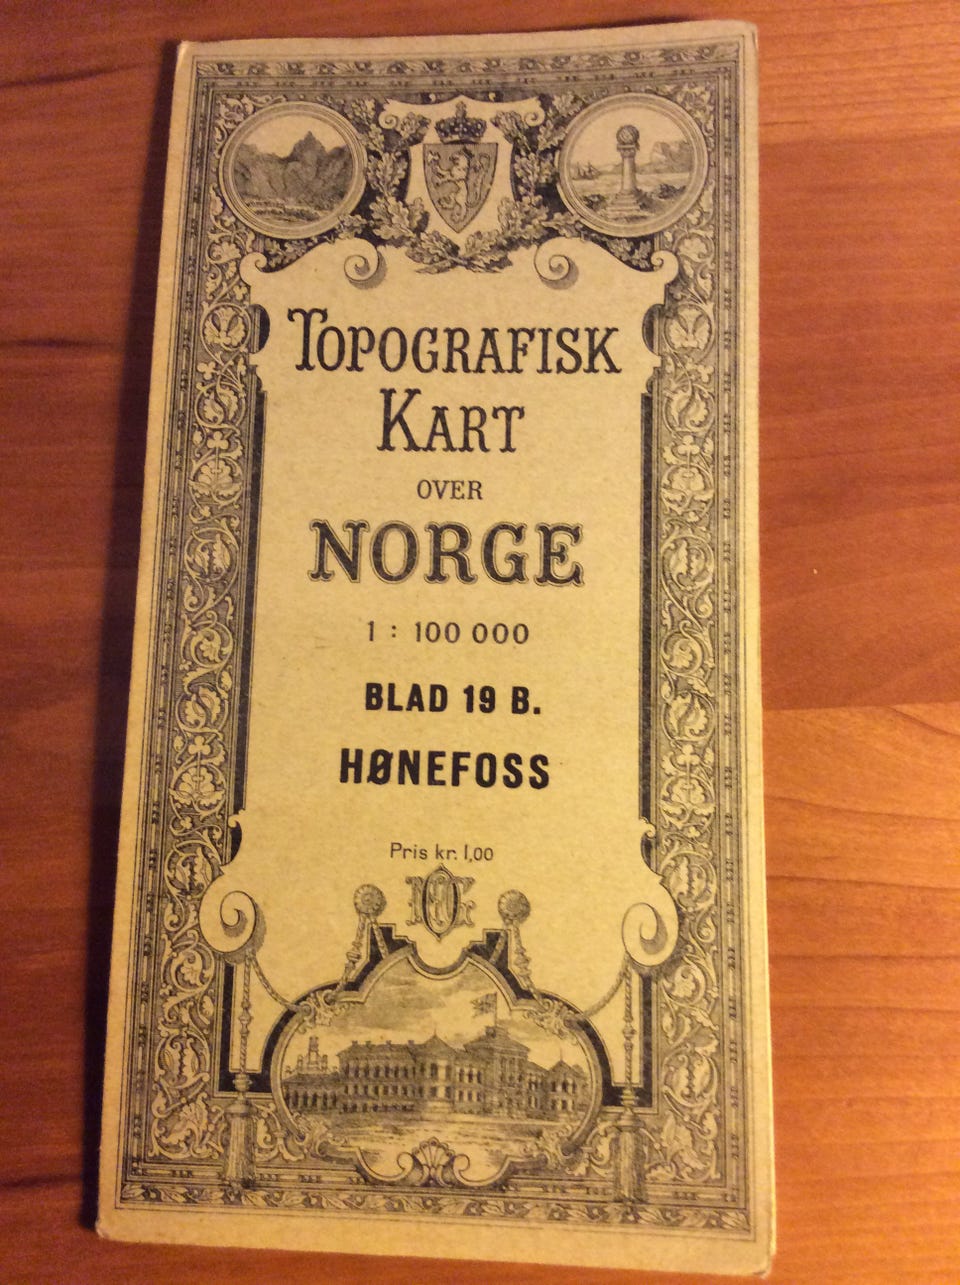 TOPOGRAFISK
KART
OVER
NORGE
1 : 100 000
BLAD 19 B.
HØNEFOSS
Pris kr. 1,00